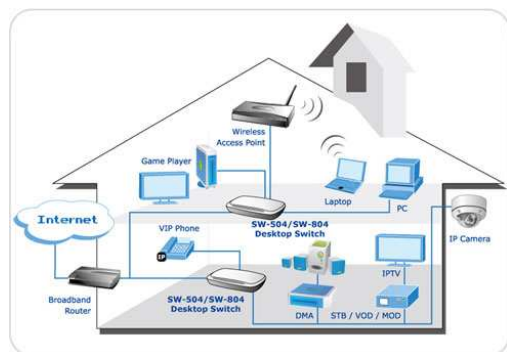 Wireless
Access Point
Game Player
Laptop
PC
Internet
SW-504/SW-804
Desktop Switch
IP Camera
VIP Phone
IP
IPTV
Broadband
Router
SW-504/SW-804
Desktop Switch
DMA
STB / VOD / MOD